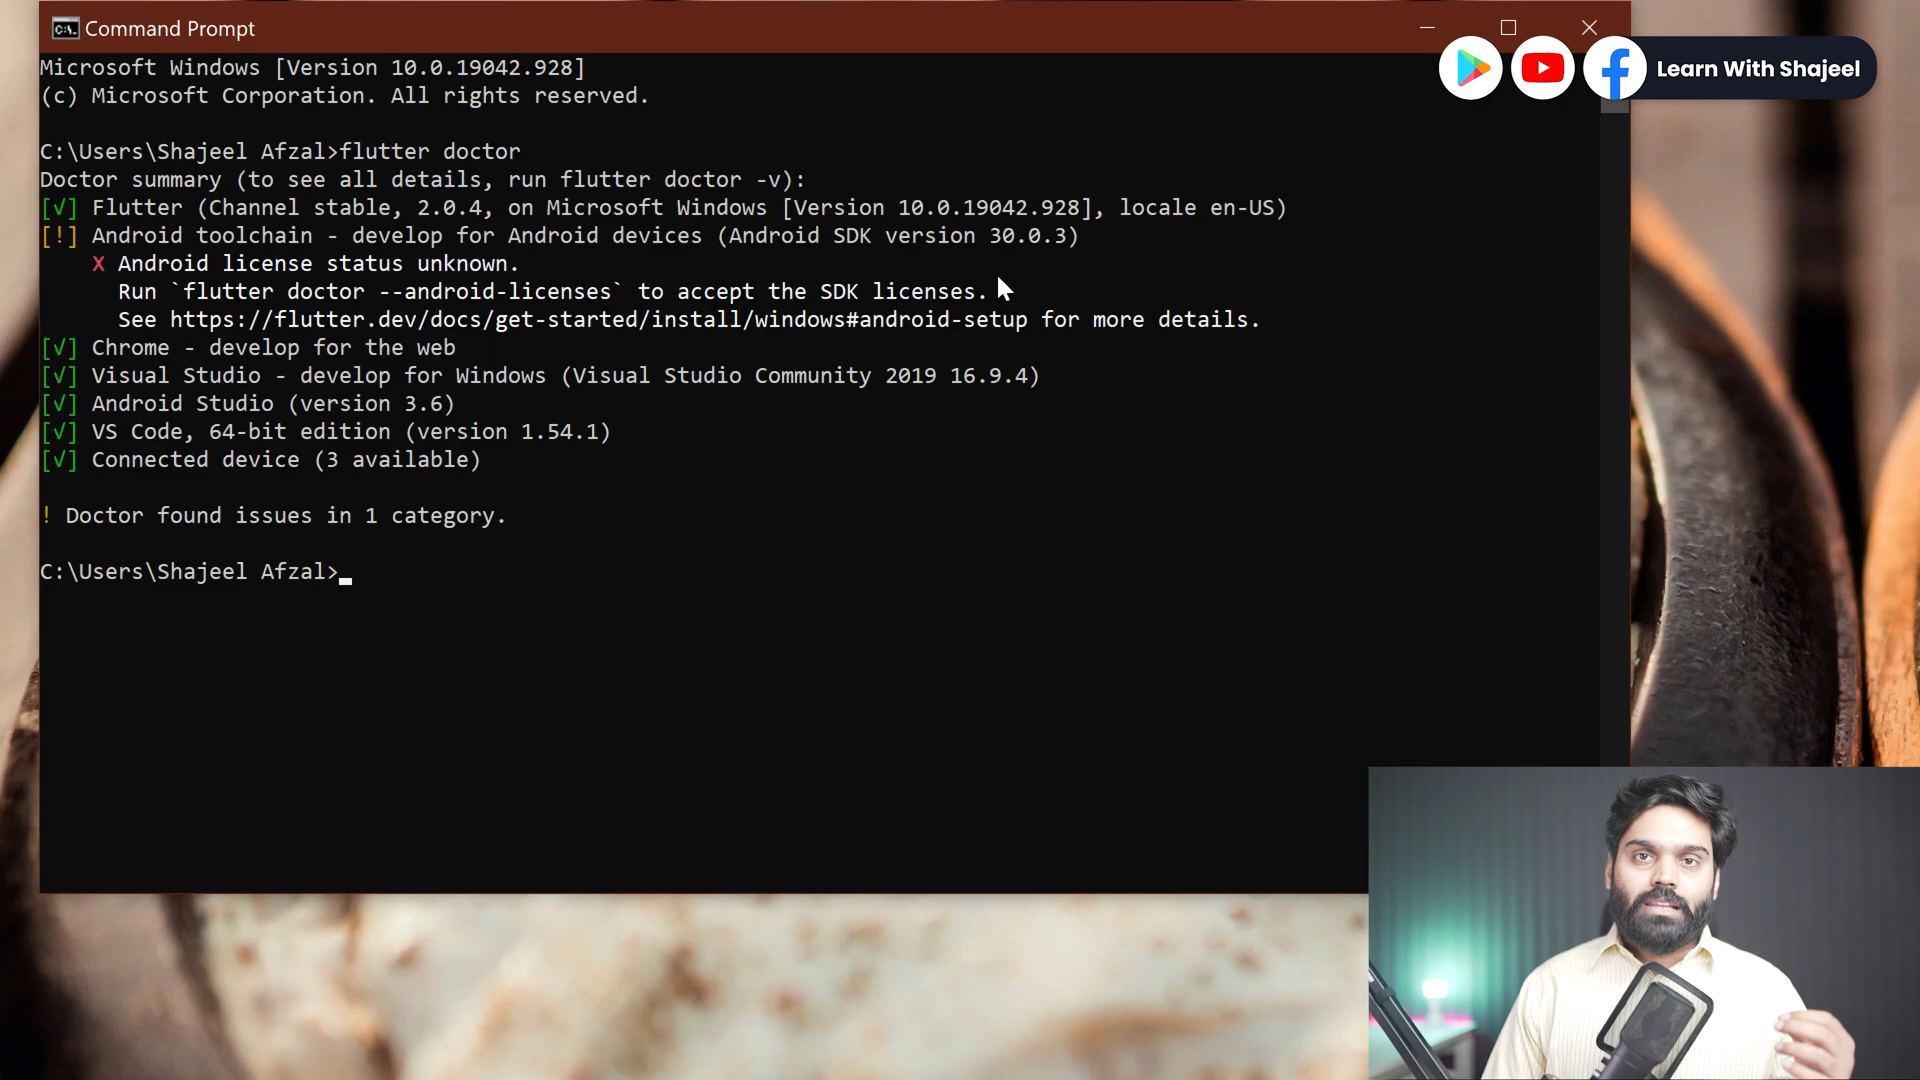 Command Prompt
Learn With Shajeel
Microsoft Windows [Version 10.0.19042.928]
(c) Microsoft Corporation. All rights reserved.
C:\Users\Shajeel Afzal>flutter doctor
Doctor summary (to see all details, run flutter doctor -v):
[√] Flutter (Channel stable, 2.0.4, on Microsoft Windows [Version 10.0.19042.928], locale en-US)
[!] Android toolchain - develop for Android devices (Android SDK version 30.0.3)
X Android license status unknown.
Run `flutter doctor --android-licenses` to accept the SDK licenses.
See https://flutter.dev/docs/get-started/install/windows#android-setup for more details.
[√] Chrome - develop for the web
[√] Visual Studio - develop for Windows (Visual Studio Community 2019 16.9.4)
[√] Android Studio (version 3.6)
[√] VS Code, 64-bit edition (version 1.54.1)
[√] Connected device (3 available)
! Doctor found issues in 1 category.
C:\Users\Shajeel Afzal>_